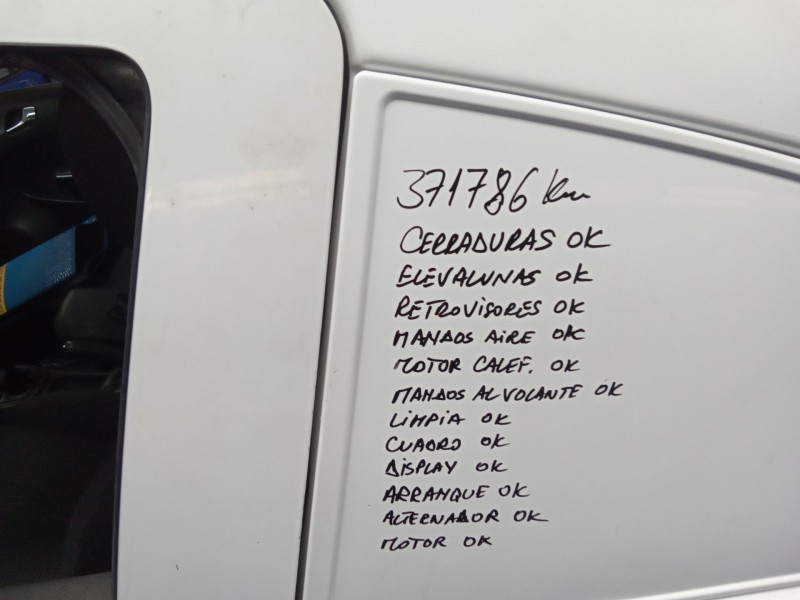 371786 km
CERRADURAS OK
ELEVALUNAS OK
RETROVISORES OK
MANDOS AIRE OK
MOTOR CALEF. OK
MANDOS AL VOLANTE OK
LIMPIA OK
CUADRO OK
DISPLAY OK
ARRANQUE OK
ALTERNADOR OK
MOTOR OK